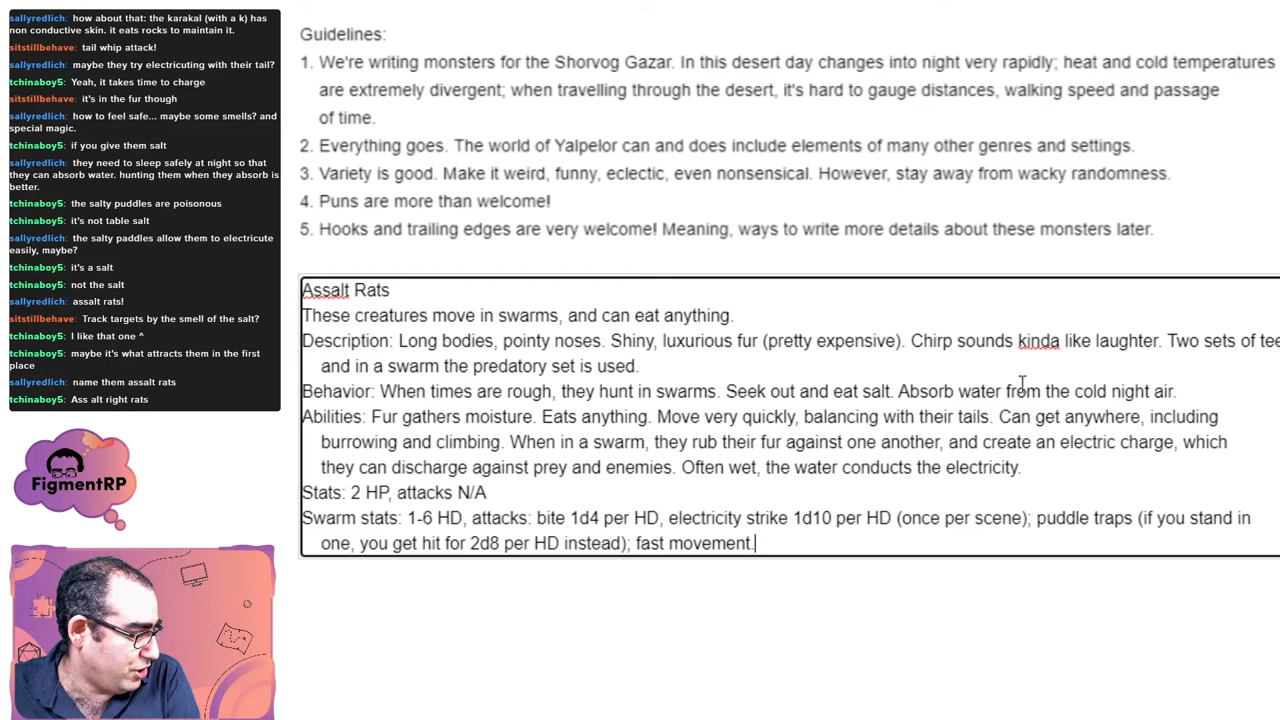 sallyredlich: how about that: the karakal (with a k) has
non conductive skin. it eats rocks to maintain it.
sitstillbehave: tail whip attack!
sallyredlich: maybe they try electricuting with their tail?
tchinaboy5: Yeah, it takes time to charge
sitstillbehave: it's in the fur though
sallyredlich: how to feel safe... maybe some smells? and
special magic.
tchinaboy5: if you give them salt
sallyredlich: they need to sleep safely at night so that
they can absorb water. hunting them when they absorb is
better.
tchinaboy5: the salty puddles are poisonous
tchinaboy5: it's not table salt
sallyredlich: the salty paddles allow them to electricute
easily, maybe?
tchinaboy5: it's a salt
tchinaboy5: not the salt
sallyredlich: assalt rats!
sitstillbehave: Track targets by the smell of the salt?
tchinaboy5: I like that one ^
tchinaboy5: maybe it's what attracts them in the first
place
sallyredlich: name them assalt rats
tchinaboy5: Ass alt right rats
FigmentRP
Guidelines:
1. We're writing monsters for the Shorvog Gazar. In this desert day changes into night very rapidly; heat and cold temperatures
are extremely divergent; when travelling through the desert, it's hard to gauge distances, walking speed and passage
of time.
2. Everything goes. The world of Yalpelor can and does include elements of many other genres and settings.
3. Variety is good. Make it weird, funny, eclectic, even nonsensical. However, stay away from wacky randomness.
4. Puns are more than welcome!
5. Hooks and trailing edges are very welcome! Meaning, ways to write more details about these monsters later.
Assalt Rats
These creatures move in swarms, and can eat anything.
Description: Long bodies, pointy noses. Shiny, luxurious fur (pretty expensive). Chirp sounds kinda like laughter. Two sets of tee
and in a swarm the predatory set is used.
Behavior: When times are rough, they hunt in swarms. Seek out and eat salt. Absorb water from the cold night air.
Abilities: Fur gathers moisture. Eats anything. Move very quickly, balancing with their tails. Can get anywhere, including
burrowing and climbing. When in a swarm, they rub their fur against one another, and create an electric charge, which
they can discharge against prey and enemies. Often wet, the water conducts the electricity.
Stats: 2 HP, attacks N/A
Swarm stats: 1-6 HD, attacks: bite 1d4 per HD, electricity strike 1d10 per HD (once per scene); puddle traps (if you stand in
one, you get hit for 2d8 per HD instead); fast movement.